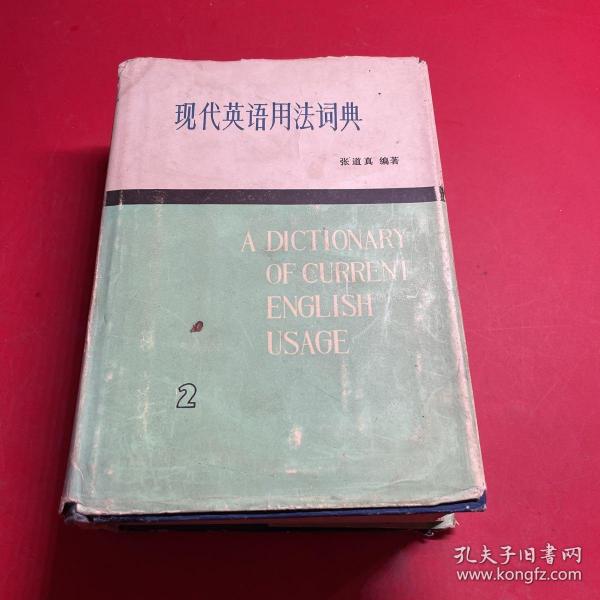 现代英语用法词典
张道真 编著
A DICTIONARY
OF CURRENT
ENGLISH
USAGE
2
孔夫子旧书网
www.kongfz.com